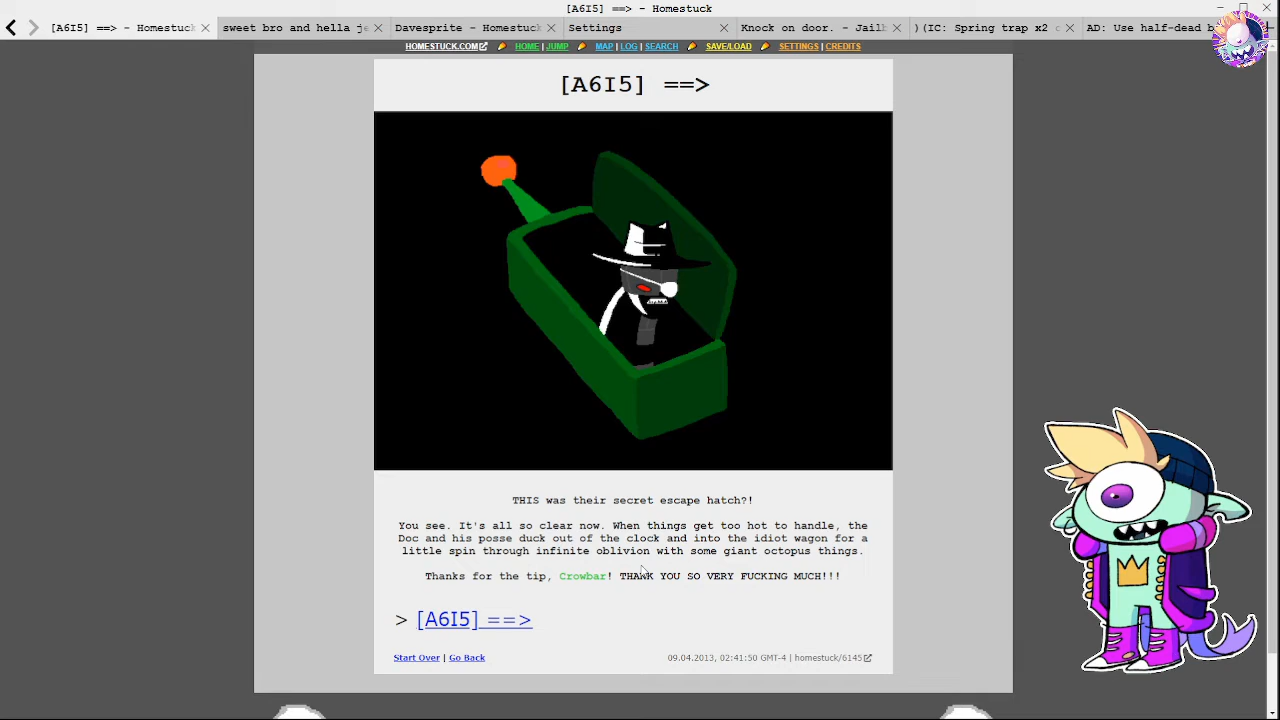 [A6I5] ==> - Homestuck
[A6I5] ==> - Homestuck
sweet bro and hella je
Davesprite - Homestuck
Settings
Knock on door. - Jailb
)(IC: Spring trap x2 c
AD: Use half-dead b
HOMESTUCK.COM | HOME | JUMP | MAP | LOG | SEARCH | SAVE/LOAD | SETTINGS | CREDITS
[A6I5] ==>
THIS was their secret escape hatch?!
You see. It's all so clear now. When things get too hot to handle, the
Doc and his posse duck out of the clock and into the idiot wagon for a
little spin through infinite oblivion with some giant octopus things.
Thanks for the tip, Crowbar! THANK YOU SO VERY FUCKING MUCH!!!
> [A6I5] ==>
Start Over | Go Back
09.04.2013, 02:41:50 GMT-4 | homestuck/6145